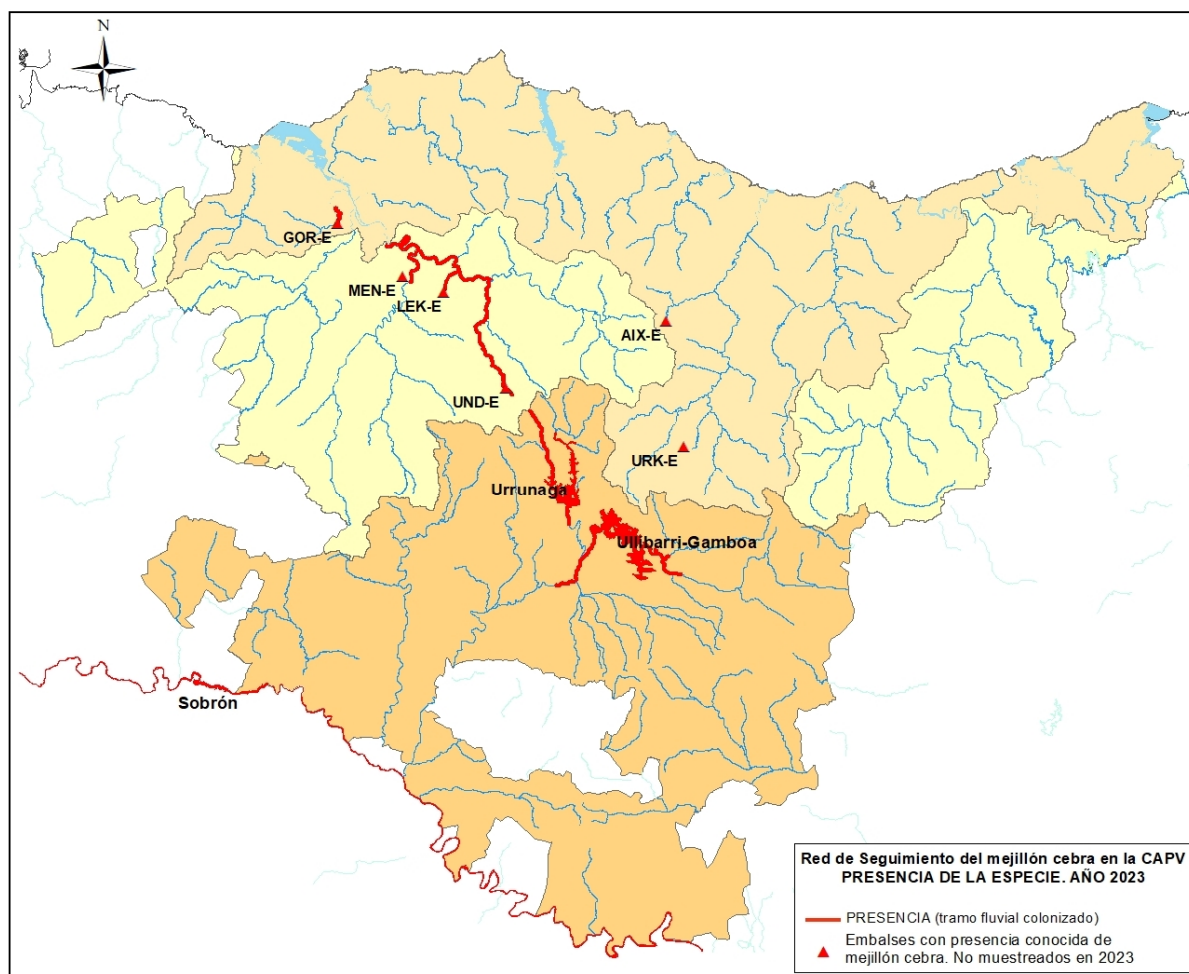 N
GOR-E
MEN-E
LEK-E
AIX-E
UND-E
URK-E
Urrunaga
Ullibarri-Gamboa
Sobrón
Red de Seguimiento del mejillón cebra en la CAPV
PRESENCIA DE LA ESPECIE. AÑO 2023
PRESENCIA (tramo fluvial colonizado)
Embalses con presencia conocida de
mejillón cebra. No muestreados en 2023